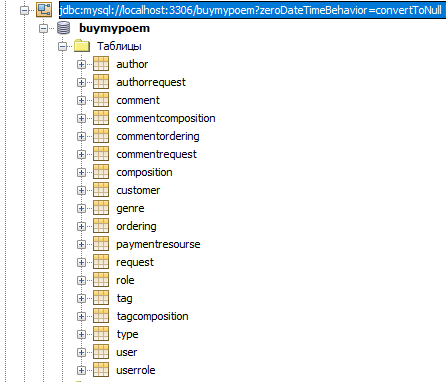 jdbc:mysql://localhost:3306/buymypoem?zeroDateTimeBehavior=convertToNull
buymypoem
Таблицы
author
authorrequest
comment
commentcomposition
commentordering
commentrequest
composition
customer
genre
ordering
paymentresourse
request
role
tag
tagcomposition
type
user
userrole